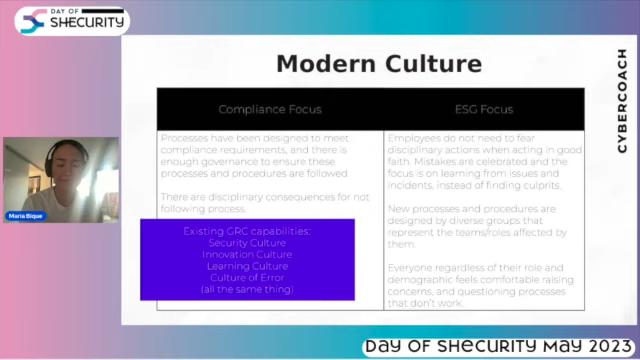 DAY OF
SHECURITY
Modern Culture
CYBERCOACH
Compliance Focus
ESG Focus
Processes have been designed to meet
compliance requirements, and there is
enough governance to ensure these
processes and procedures are followed.
There are disciplinary consequences for not
following process.
Existing GRC capabilities:
Security Culture
Innovation Culture
Learning Culture
Culture of Error
(all the same thing)
Employees do not need to fear
disciplinary actions when acting in good
faith. Mistakes are celebrated and the
focus is on learning from issues and
incidents, instead of finding culprits.
New processes and procedures are
designed by diverse groups that
represent the teams/roles affected by
them.
Everyone regardless of their role and
demographic feels comfortable raising
concerns, and questioning processes
that don't work.
Maria Bique
DAY OF SHECURITY MAY 2023